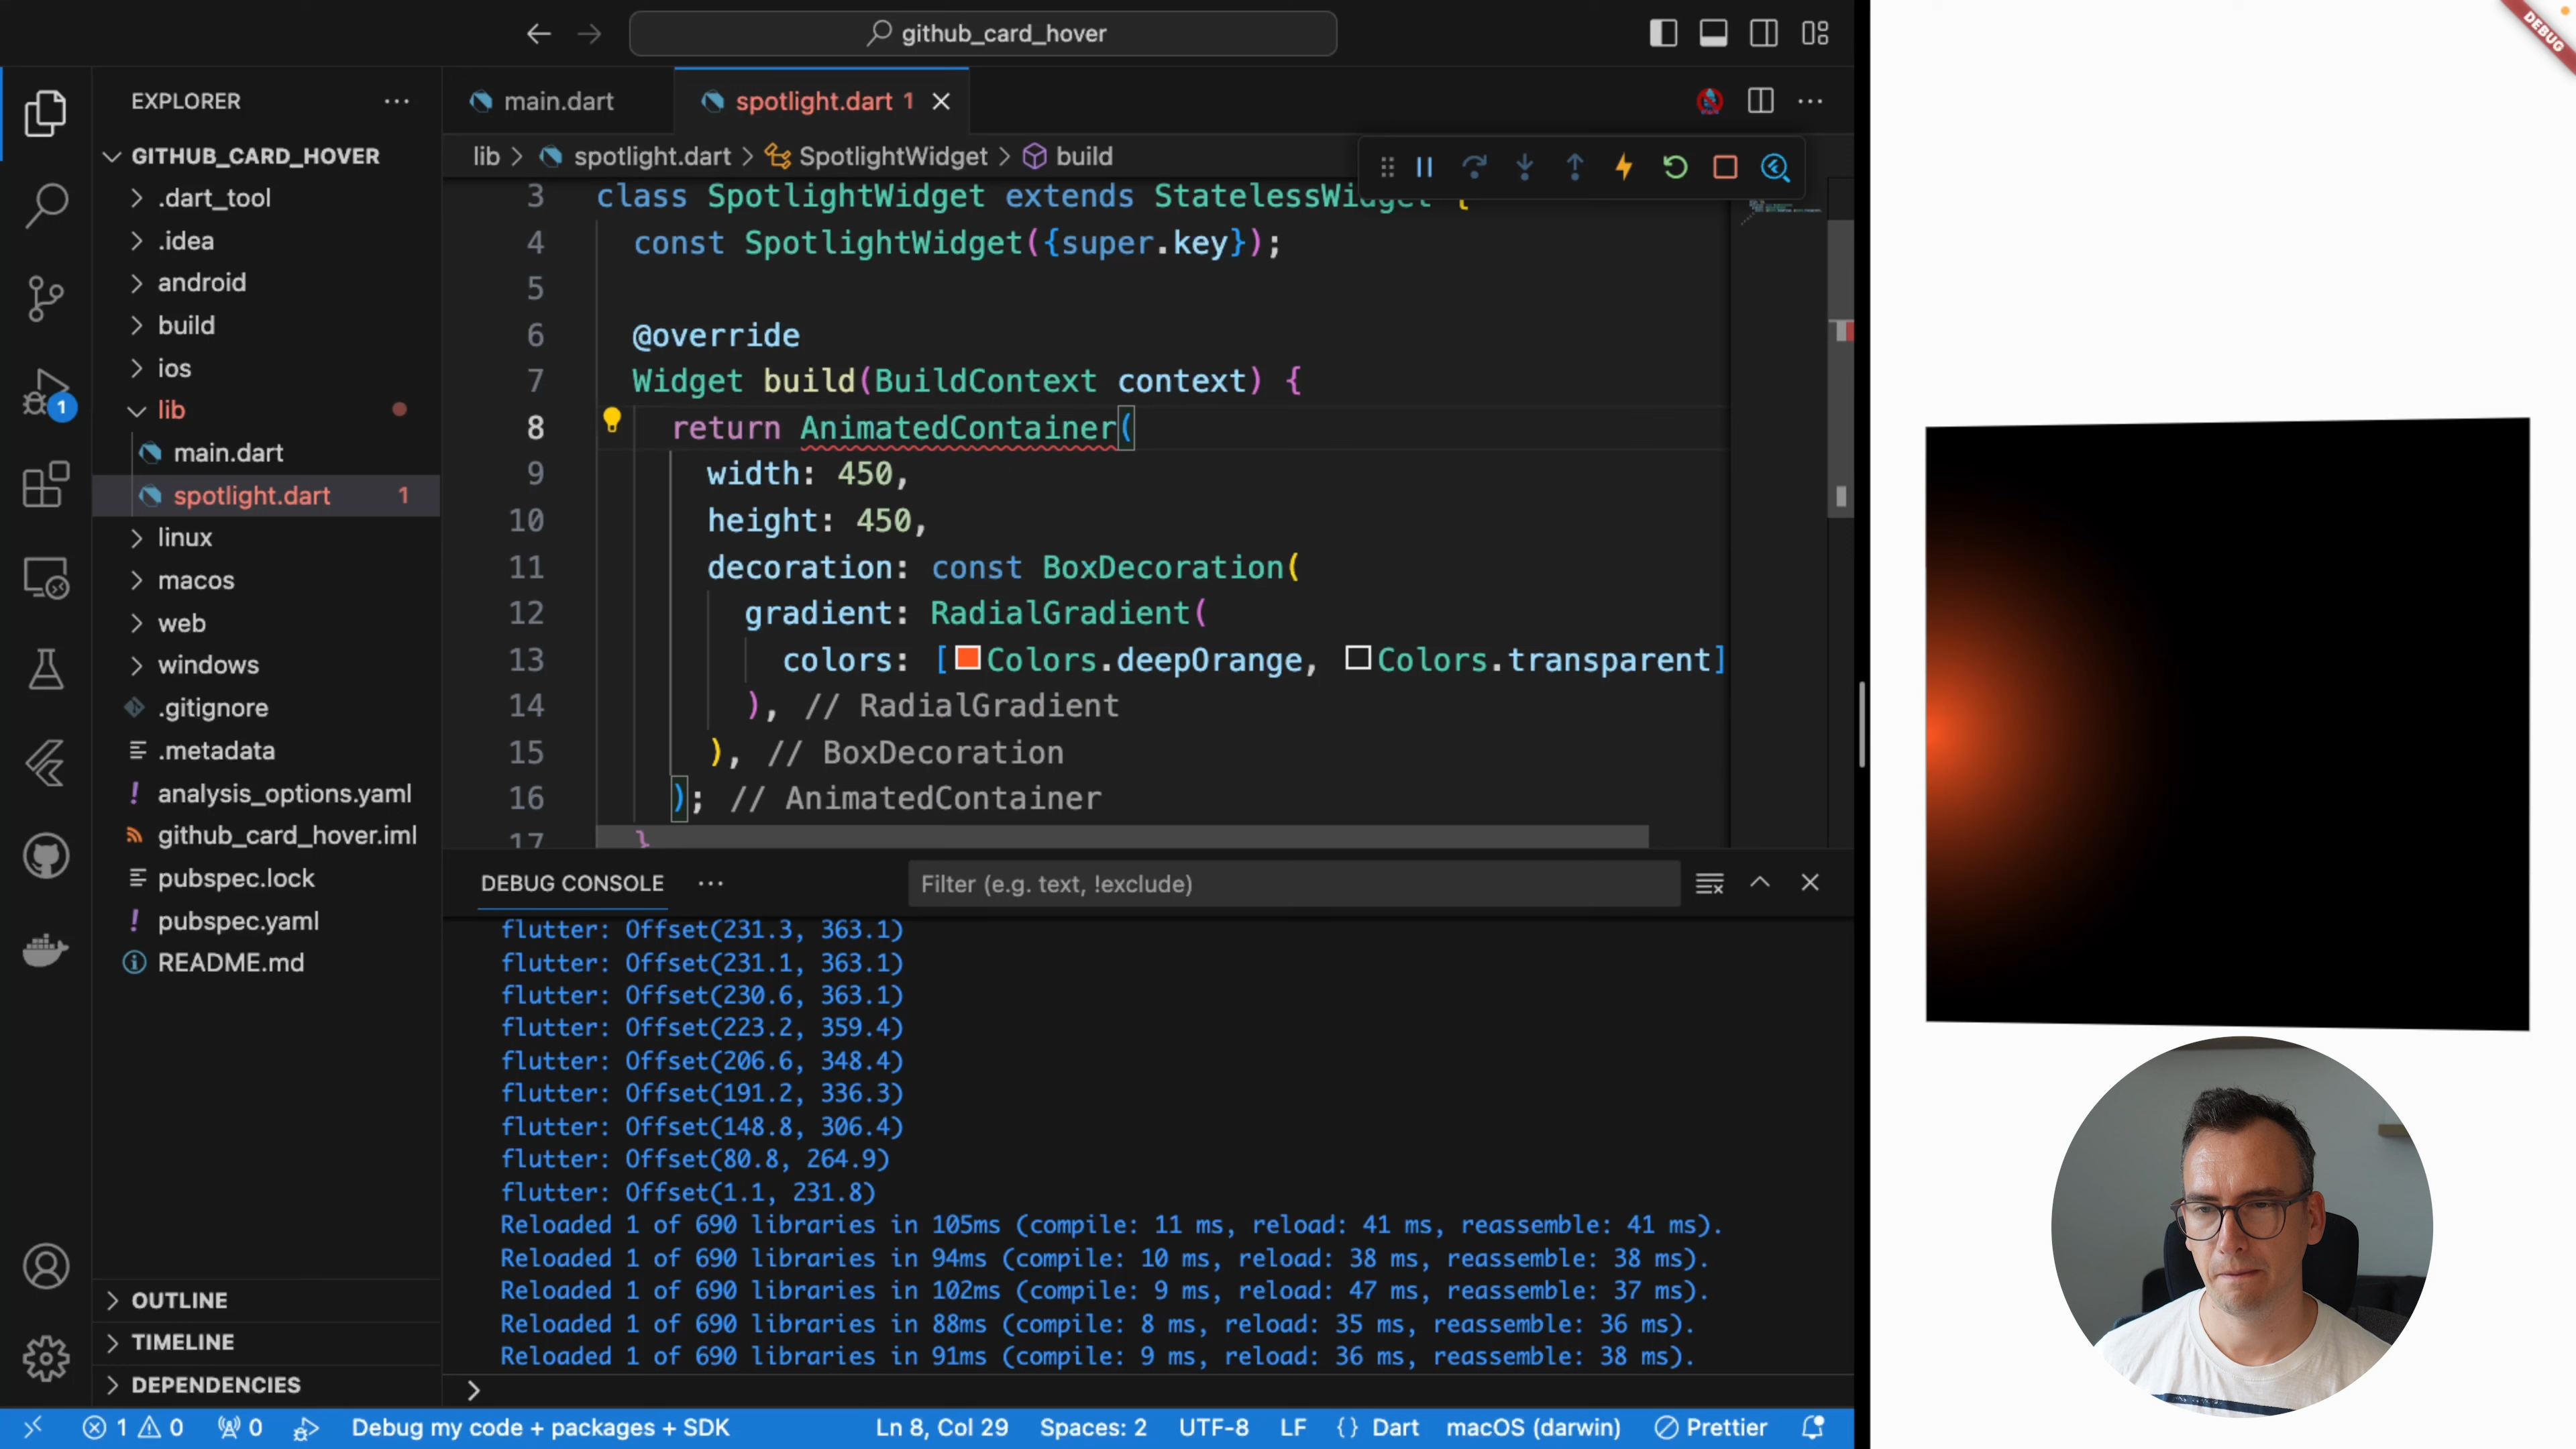 github_card_hover
DEBUG
EXPLORER
main.dart
spotlight.dart 1
GITHUB_CARD_HOVER
lib > spotlight.dart > SpotlightWidget > build
.dart_tool
.idea
android
build
ios
lib
main.dart
spotlight.dart 1
linux
macos
web
windows
.gitignore
.metadata
analysis_options.yaml
github_card_hover.iml
pubspec.lock
pubspec.yaml
README.md
OUTLINE
TIMELINE
DEPENDENCIES
1
3 class SpotlightWidget extends StatelessWidget {
4 const SpotlightWidget({super.key});
5
6 @override
7 Widget build(BuildContext context) {
8 return AnimatedContainer(
9 width: 450,
10 height: 450,
11 decoration: const BoxDecoration(
12 gradient: RadialGradient(
13 colors: [Colors.deepOrange, Colors.transparent]
14 ), // RadialGradient
15 ), // BoxDecoration
16 ); // AnimatedContainer
17 }
DEBUG CONSOLE
Filter (e.g. text, !exclude)
flutter: Offset(231.3, 363.1)
flutter: Offset(231.1, 363.1)
flutter: Offset(230.6, 363.1)
flutter: Offset(223.2, 359.4)
flutter: Offset(206.6, 348.4)
flutter: Offset(191.2, 336.3)
flutter: Offset(148.8, 306.4)
flutter: Offset(80.8, 264.9)
flutter: Offset(1.1, 231.8)
Reloaded 1 of 690 libraries in 105ms (compile: 11 ms, reload: 41 ms, reassemble: 41 ms).
Reloaded 1 of 690 libraries in 94ms (compile: 10 ms, reload: 38 ms, reassemble: 38 ms).
Reloaded 1 of 690 libraries in 102ms (compile: 9 ms, reload: 47 ms, reassemble: 37 ms).
Reloaded 1 of 690 libraries in 88ms (compile: 8 ms, reload: 35 ms, reassemble: 36 ms).
Reloaded 1 of 690 libraries in 91ms (compile: 9 ms, reload: 36 ms, reassemble: 38 ms).
1 0 0 Debug my code + packages + SDK Ln 8, Col 29 Spaces: 2 UTF-8 LF {} Dart macOS (darwin) Prettier